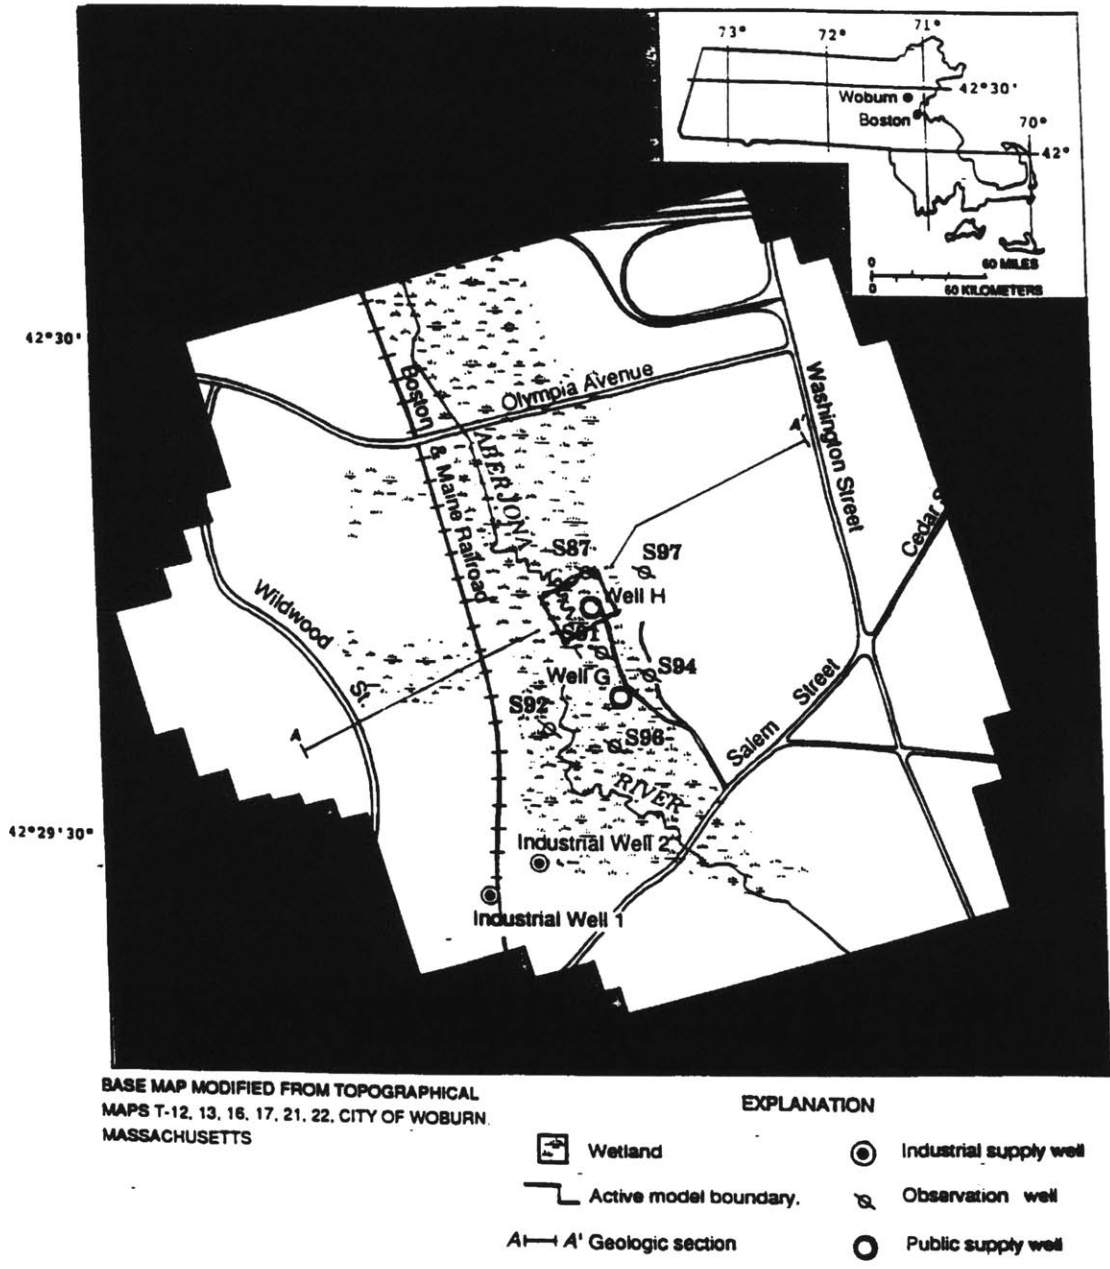 73°
72°
71°
42°30'
Woburn
Boston
70°
42°
0
60 MILES
0
60 KILOMETERS
42°30'
Boston & Maine Railroad
Olympia Avenue
Washington Street
A'
ABERJONA
Cedar
S87
S97
Well H
Wildwood St.
Well G
S94
S92
S96
A
Salem Street
RIVER
42°29'30"
Industrial Well 2
Industrial Well 1
BASE MAP MODIFIED FROM TOPOGRAPHICAL
MAPS T-12, 13, 16, 17, 21, 22, CITY OF WOBURN
MASSACHUSETTS
EXPLANATION
Wetland
Industrial supply well
Active model boundary.
Observation well
A A' Geologic section
Public supply well